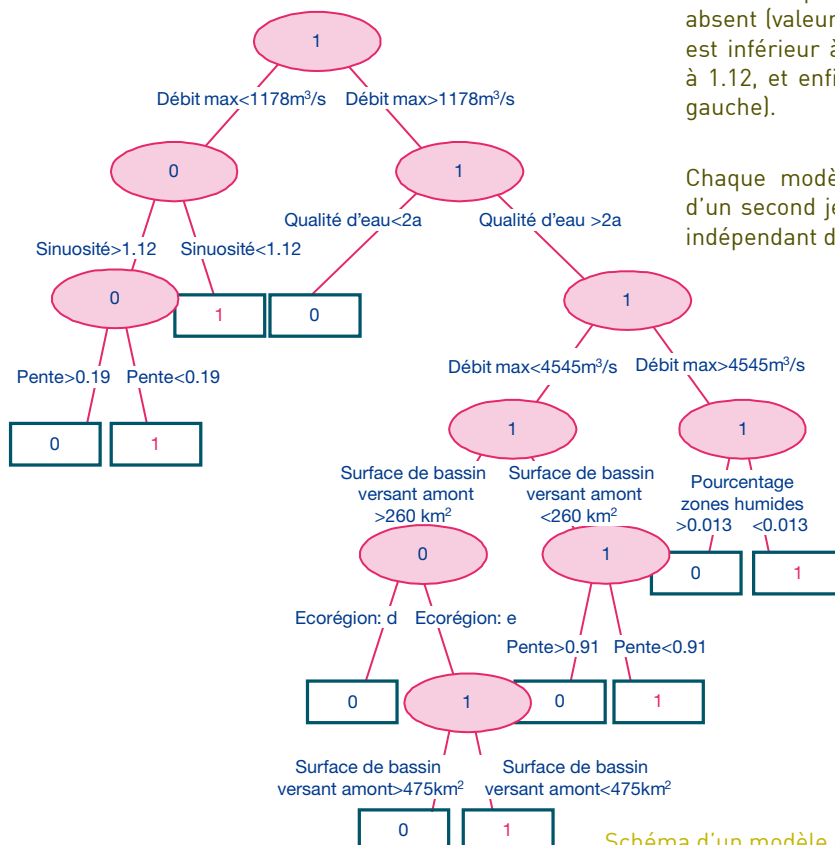 absent (valeur
est inférieur à
à 1.12, et enfi
gauche).
Chaque modè
d'un second je
indépendant d
1
Débit max<1178m³/s Débit max>1178m³/s
0 1
Qualité d'eau<2a Qualité d'eau >2a
Sinuosité>1.12 Sinuosité<1.12
0 1 0 1
Débit max<4545m³/s Débit max>4545m³/s
Pente>0.19 Pente<0.19
0 1 1 1
Surface de bassin Surface de bassin Pourcentage
versant amont versant amont zones humides
>260 km² <260 km² >0.013 <0.013
0 1 0 1
Ecorégion: d Ecorégion: e
Pente>0.91 Pente<0.91
0 1 0 1
Surface de bassin Surface de bassin
versant amont>475km² versant amont<475km²
0 1
Schéma d'un modèle